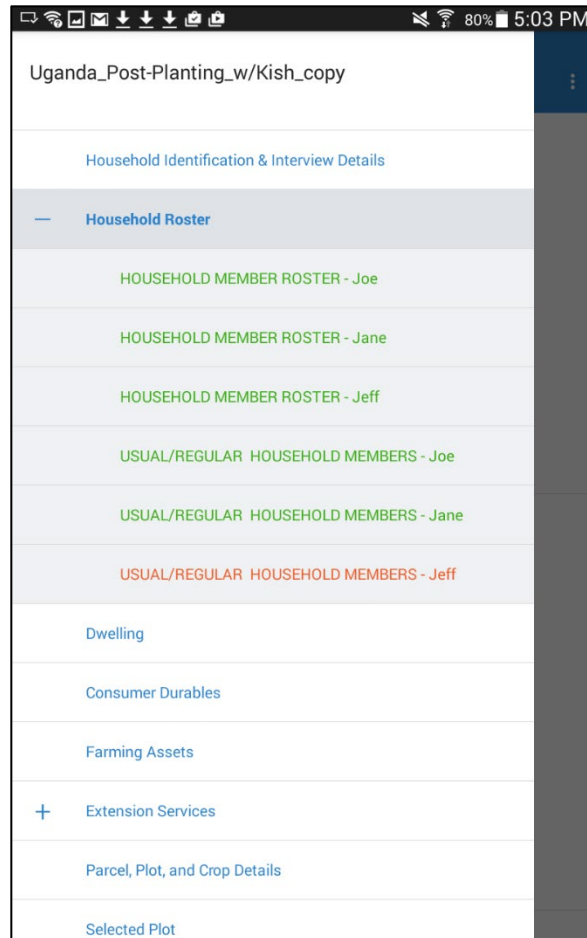 80% 5:03 PM
Uganda_Post-Planting_w/Kish_copy
Household Identification & Interview Details
— Household Roster
HOUSEHOLD MEMBER ROSTER - Joe
HOUSEHOLD MEMBER ROSTER - Jane
HOUSEHOLD MEMBER ROSTER - Jeff
USUAL/REGULAR HOUSEHOLD MEMBERS - Joe
USUAL/REGULAR HOUSEHOLD MEMBERS - Jane
USUAL/REGULAR HOUSEHOLD MEMBERS - Jeff
Dwelling
Consumer Durables
Farming Assets
+ Extension Services
Parcel, Plot, and Crop Details
Selected Plot